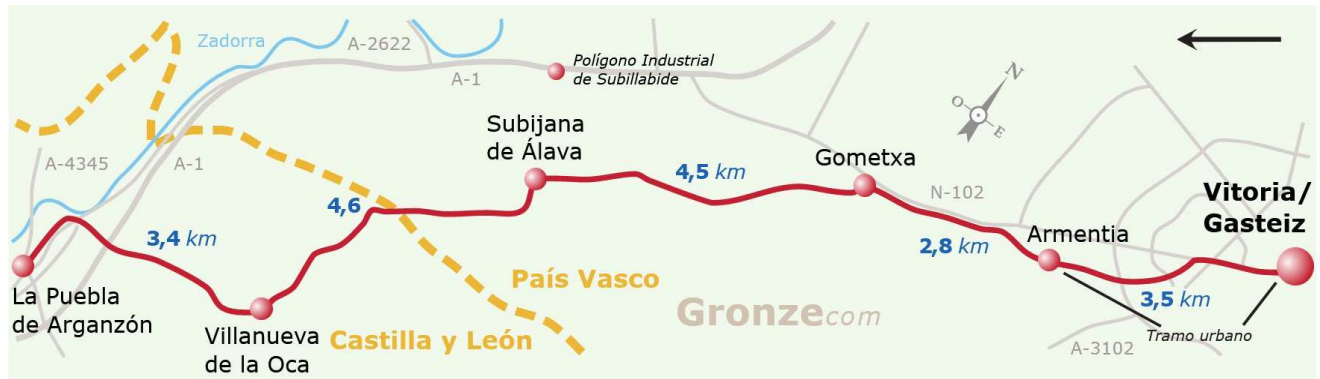 Zadorra
A-2622
A-1
Polígono Industrial
de Subillabide
N
O
E
A-4345
A-1
Subijana
de Álava
4,5 km
Gometxa
N-102
Vitoria/
Gasteiz
4,6
3,4 km
2,8 km
Armentia
País Vasco
3,5 km
La Puebla
de Arganzón
Gronze.com
Villanueva
de la Oca
Castilla y León
Tramo urbano
A-3102